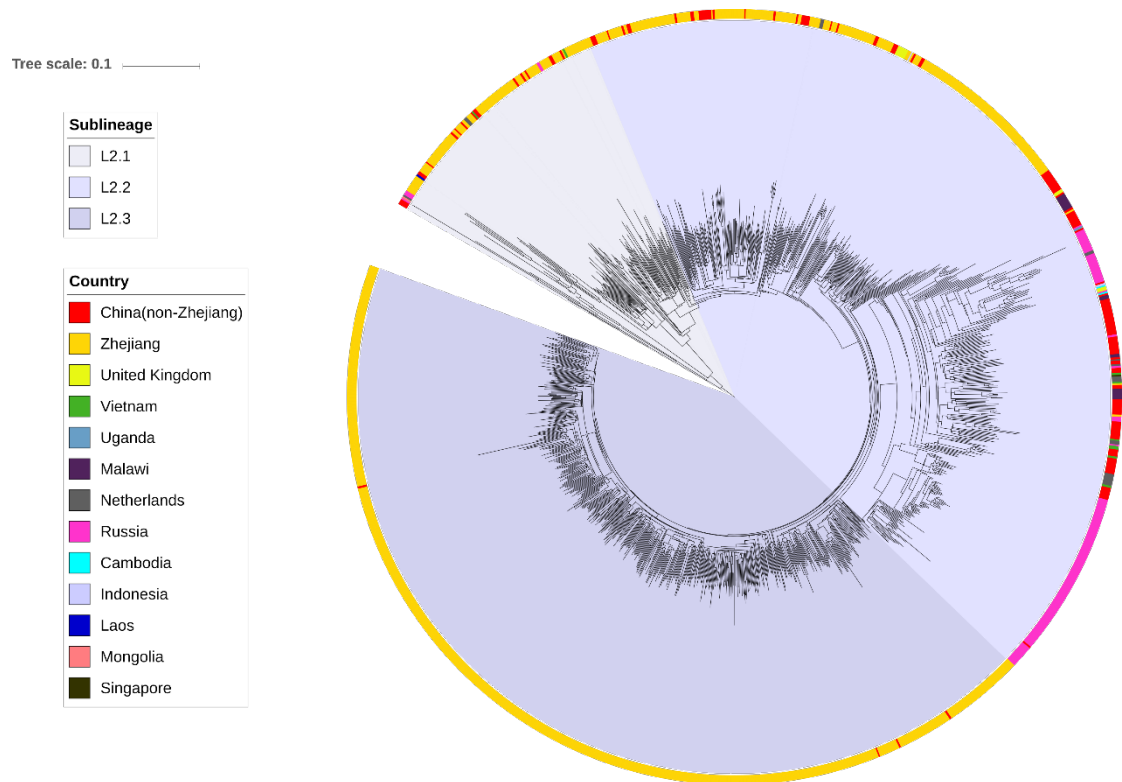 Tree scale: 0.1
Sublineage
L2.1
L2.2
L2.3
Country
China(non-Zhejiang)
Zhejiang
United Kingdom
Vietnam
Uganda
Malawi
Netherlands
Russia
Cambodia
Indonesia
Laos
Mongolia
Singapore